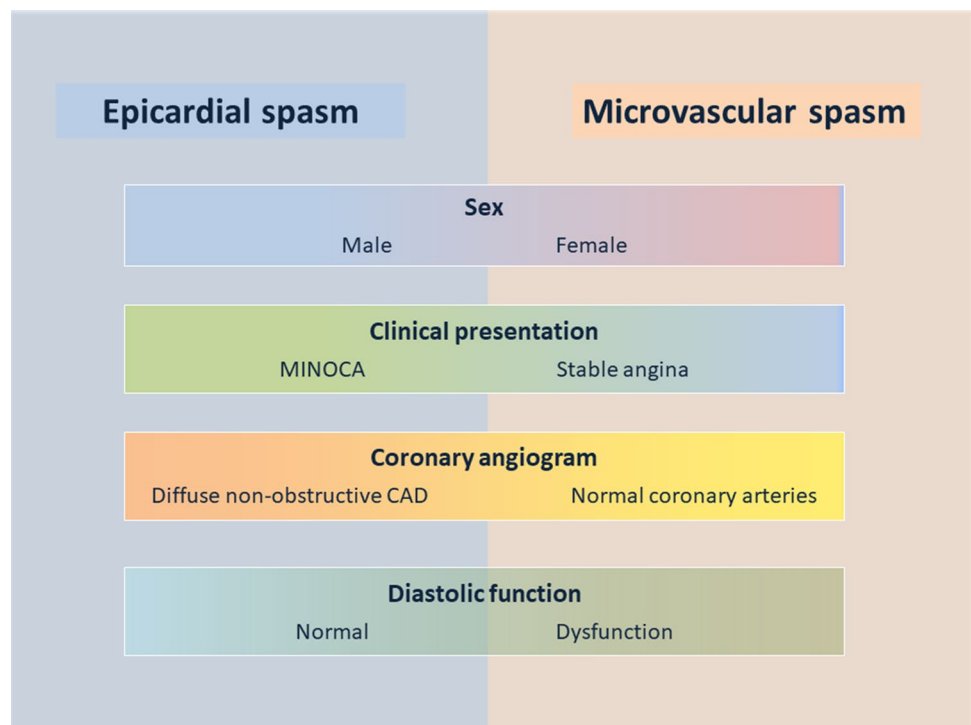 Epicardial spasm
Microvascular spasm
Sex
Male
Female
Clinical presentation
MINOCA
Stable angina
Coronary angiogram
Diffuse non-obstructive CAD
Normal coronary arteries
Diastolic function
Normal
Dysfunction